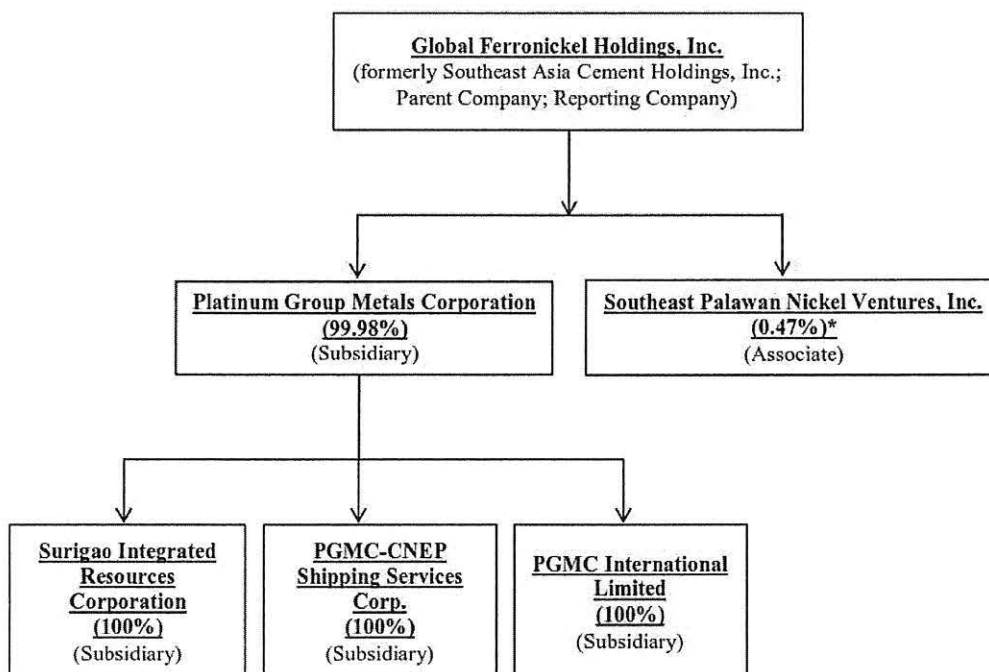 Global Ferronickel Holdings, Inc.
(formerly Southeast Asia Cement Holdings, Inc.;
Parent Company; Reporting Company)
Platinum Group Metals Corporation
(99.98%)
(Subsidiary)
Southeast Palawan Nickel Ventures, Inc.
(0.47%)*
(Associate)
Surigao Integrated
Resources
Corporation
(100%)
(Subsidiary)
PGMC-CNEP
Shipping Services
Corp.
(100%)
(Subsidiary)
PGMC International
Limited
(100%)
(Subsidiary)